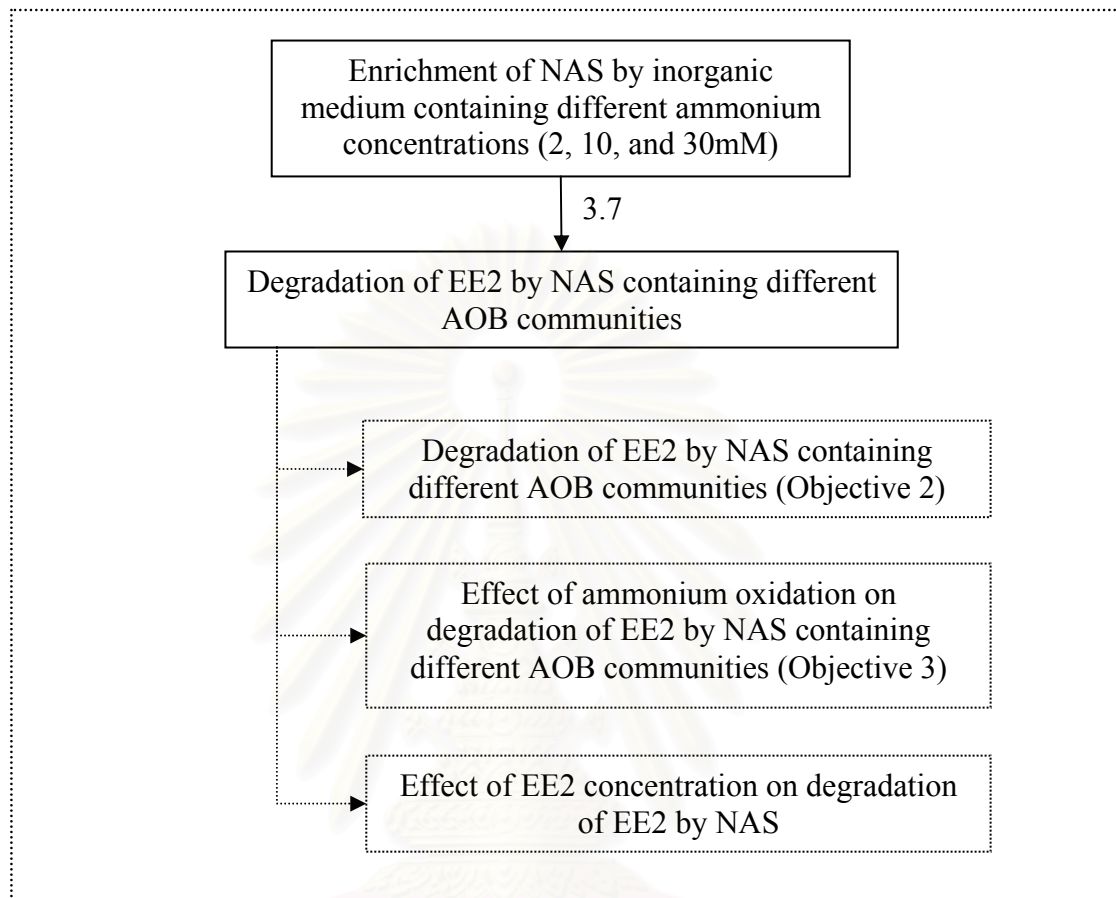 Enrichment of NAS by inorganic
medium containing different ammonium
concentrations (2, 10, and 30mM)
3.7
Degradation of EE2 by NAS containing different
AOB communities
Degradation of EE2 by NAS containing
different AOB communities (Objective 2)
Effect of ammonium oxidation on
degradation of EE2 by NAS containing
different AOB communities (Objective 3)
Effect of EE2 concentration on degradation
of EE2 by NAS